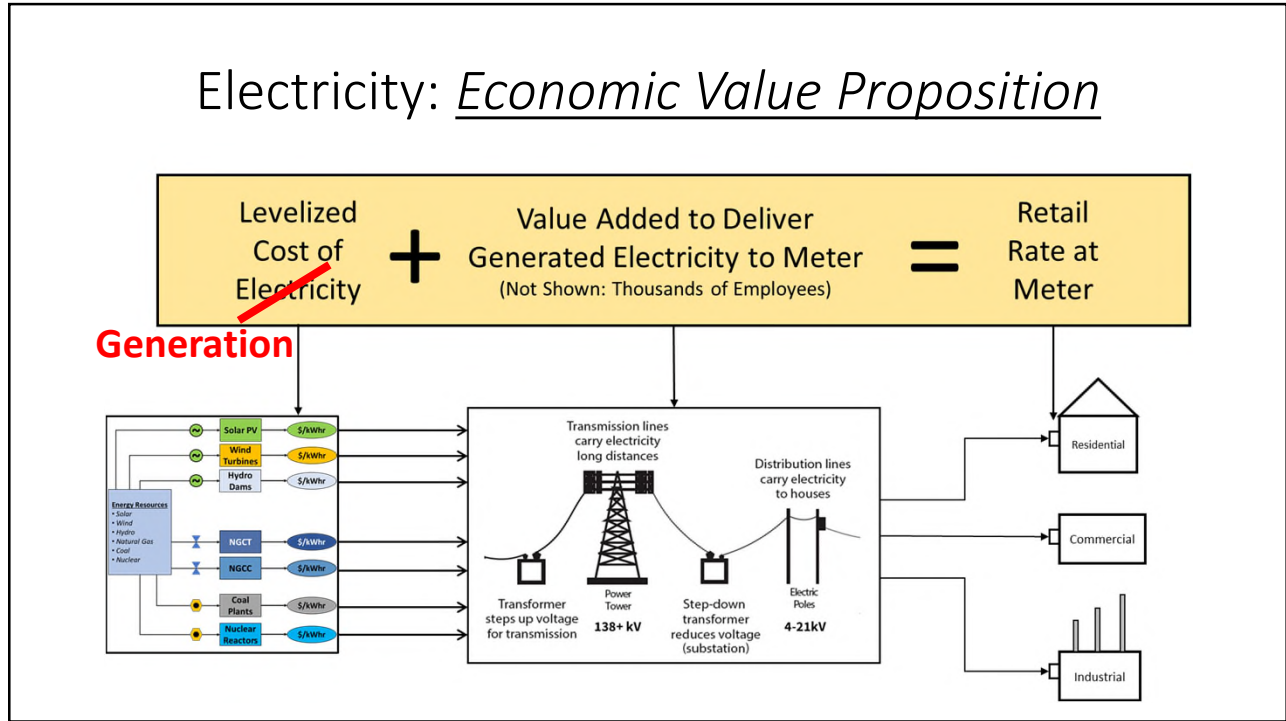 Electricity: Economic Value Proposition
Levelized
Cost of
Electricity
+
Value Added to Deliver
Generated Electricity to Meter
(Not Shown: Thousands of Employees)
=
Retail
Rate at
Meter
Generation
Energy Resources
• Solar
• Wind
• Hydro
• Natural Gas
• Coal
• Nuclear
Solar PV
$/kWhr
Wind
Turbines
$/kWhr
Hydro
Dams
$/kWhr
NGCT
$/kWhr
NGCC
$/kWhr
Coal
Plants
$/kWhr
Nuclear
Reactors
$/kWhr
Transmission lines
carry electricity
long distances
Distribution lines
carry electricity
to houses
Transformer
steps up voltage
for transmission
Power
Tower
138+ kV
Step-down
transformer
reduces voltage
(substation)
Electric
Poles
4-21kV
Residential
Commercial
Industrial